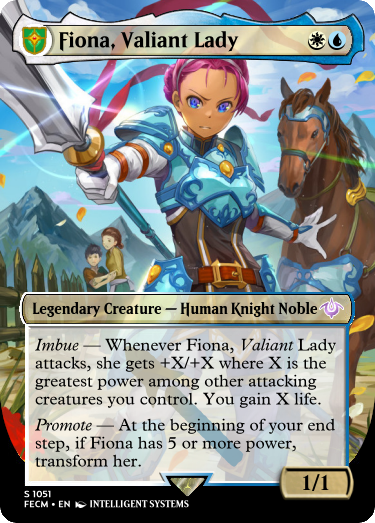 Fiona, Valiant Lady
Legendary Creature — Human Knight Noble
Imbue — Whenever Fiona, Valiant Lady
attacks, she gets +X/+X where X is the
greatest power among other attacking
creatures you control. You gain X life.
Promote — At the beginning of your end
step, if Fiona has 5 or more power,
transform her.
1/1
S 1051
FECM • EN INTELLIGENT SYSTEMS